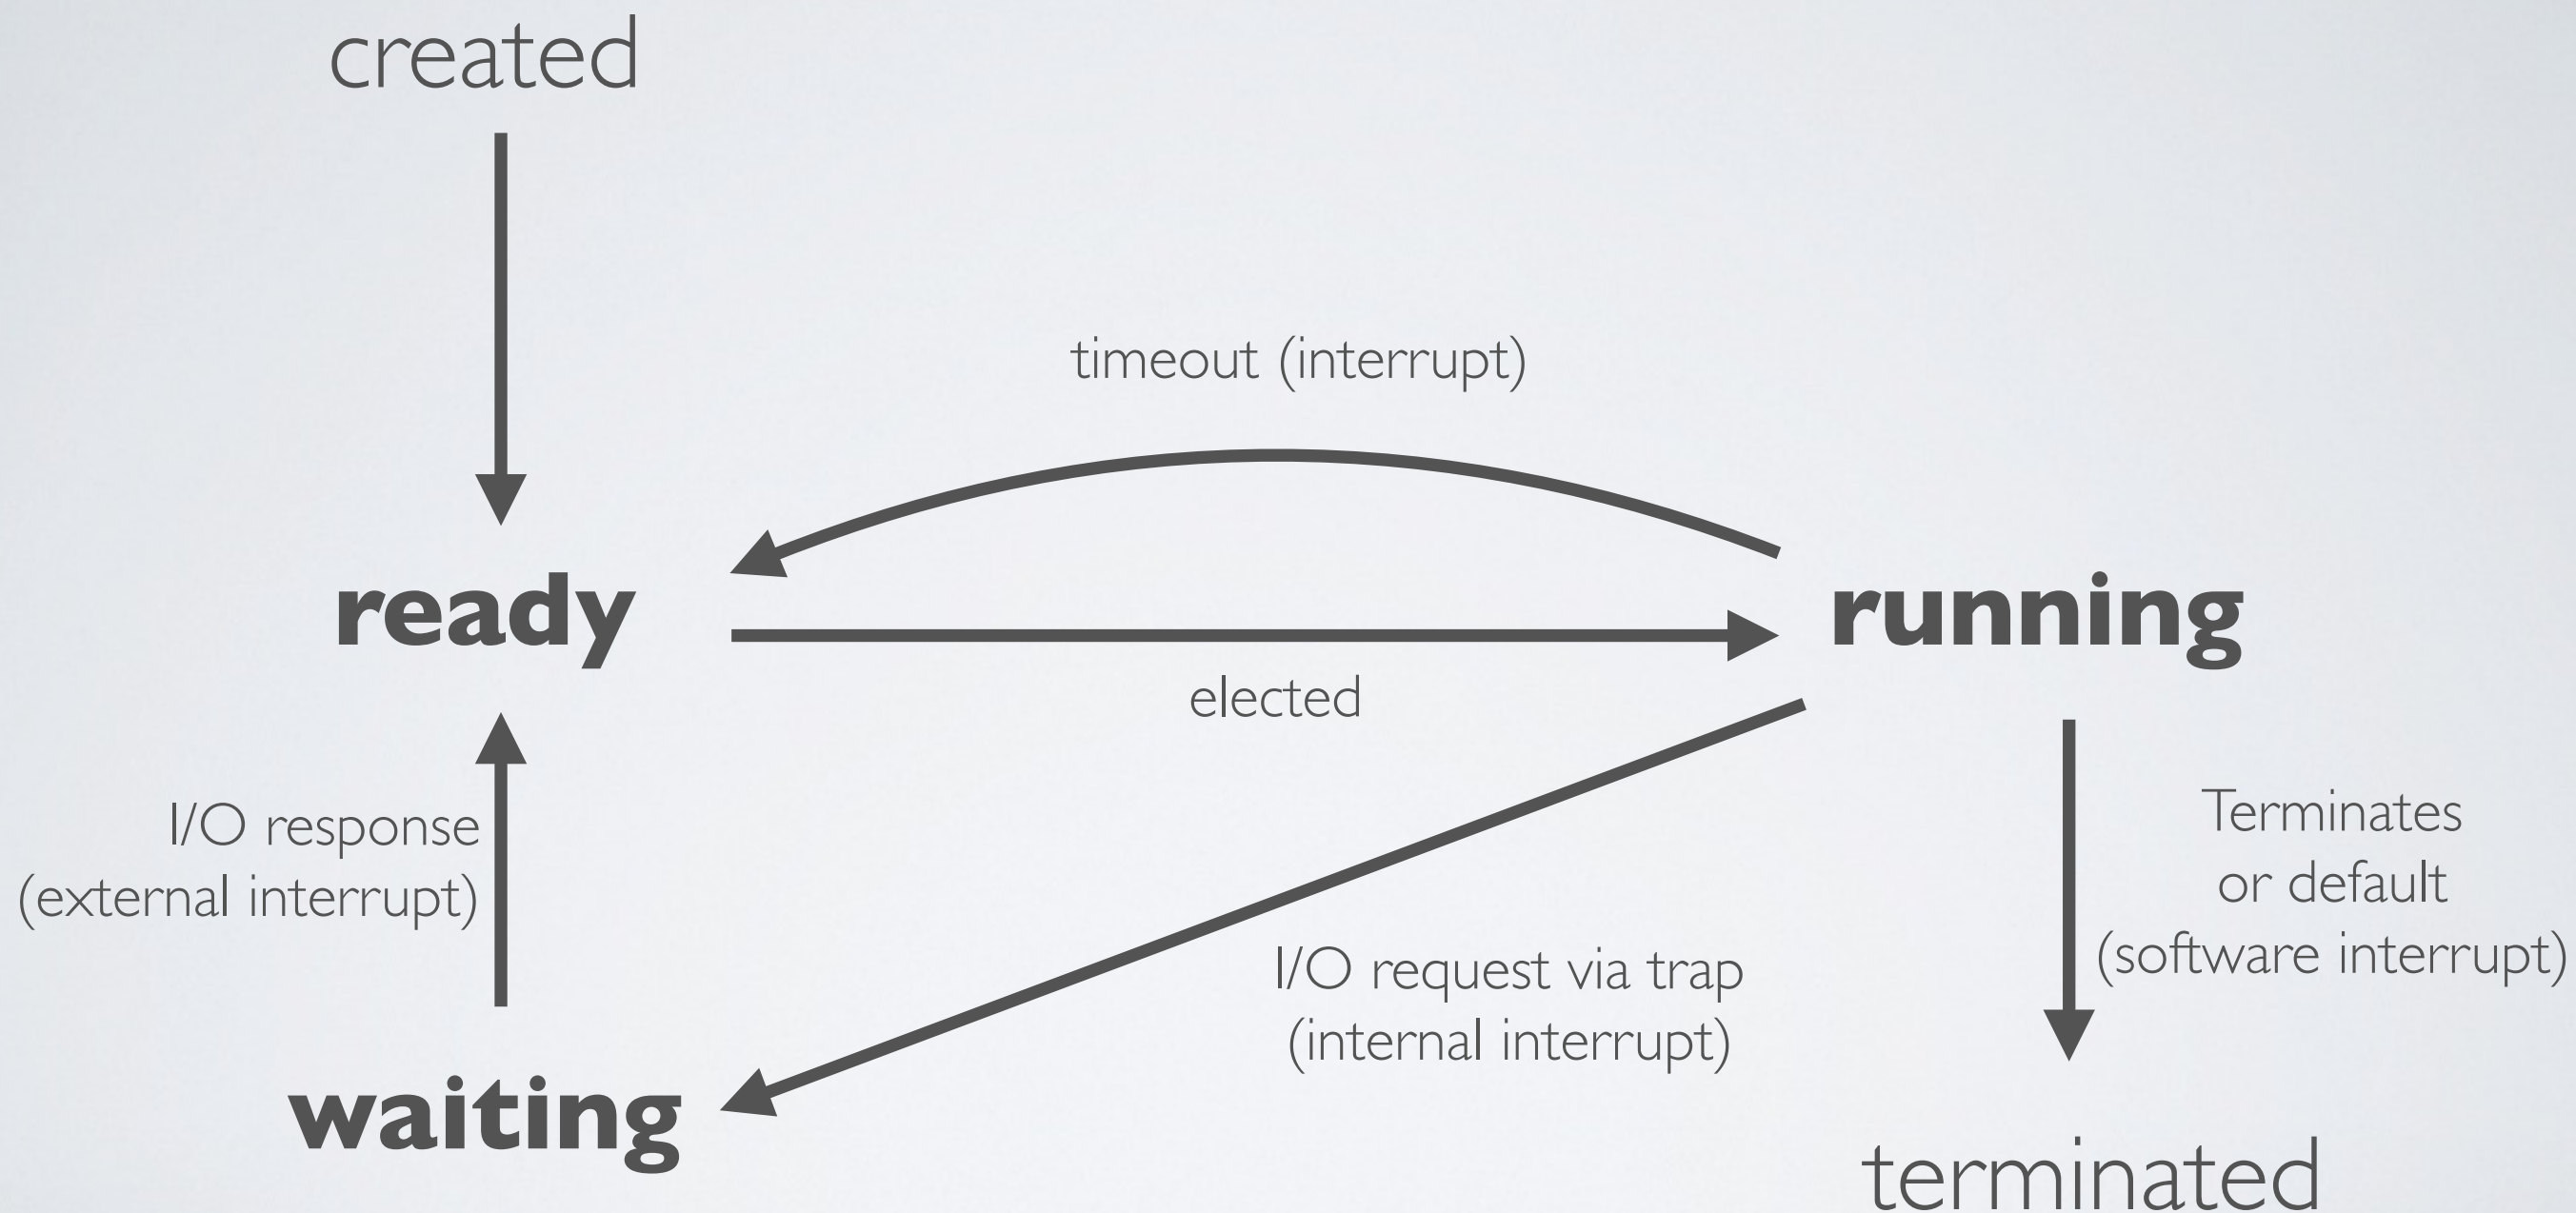 created
timeout (interrupt)
ready
running
elected
I/O response
(external interrupt)
Terminates
or default
(software interrupt)
I/O request via trap
(internal interrupt)
waiting
terminated